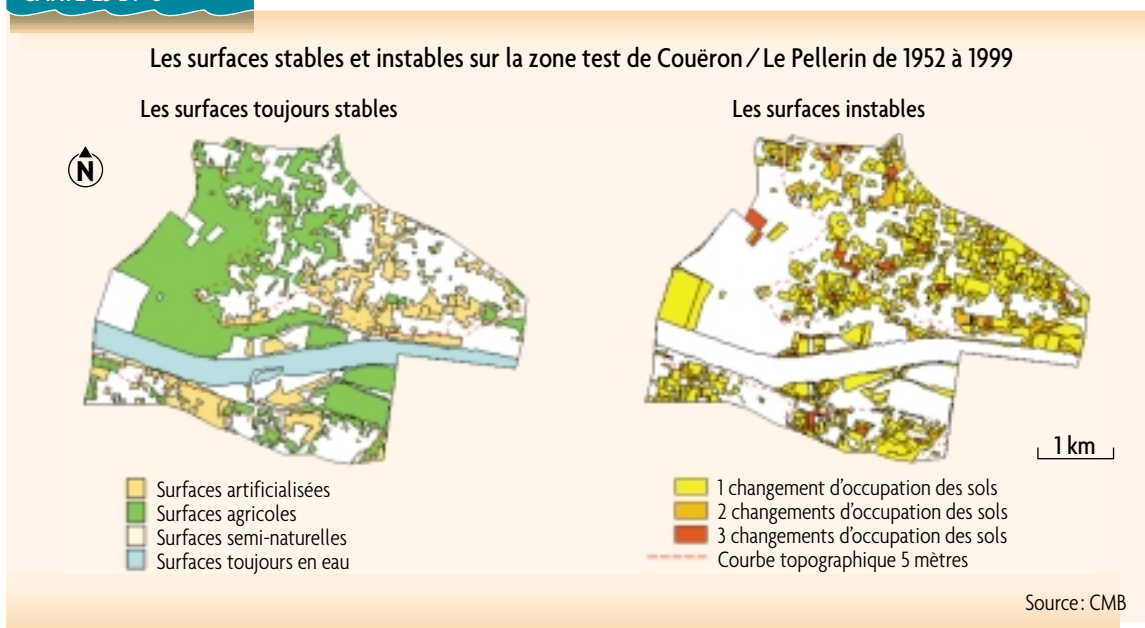 Les surfaces stables et instables sur la zone test de Couëron / Le Pellerin de 1952 à 1999
Les surfaces toujours stables
Les surfaces instables
N
1 km
Surfaces artificialisées
Surfaces agricoles
Surfaces semi-naturelles
Surfaces toujours en eau
1 changement d'occupation des sols
2 changements d'occupation des sols
3 changements d'occupation des sols
Courbe topographique 5 mètres
Source : CMB